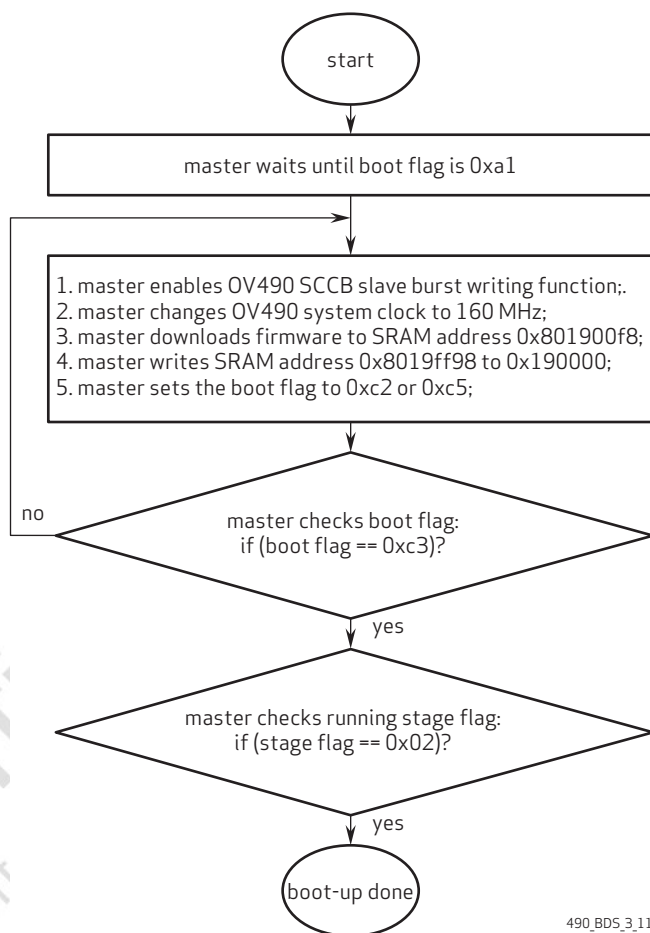 start
master waits until boot flag is 0xa1
1. master enables OV490 SCCB slave burst writing function;.
2. master changes OV490 system clock to 160 MHz;
3. master downloads firmware to SRAM address 0x801900f8;
4. master writes SRAM address 0x8019ff98 to 0x190000;
5. master sets the boot flag to 0xc2 or 0xc5;
no
master checks boot flag:
if (boot flag == 0xc3)?
yes
master checks running stage flag:
if (stage flag == 0x02)?
yes
boot-up done
490_BDS_3_11